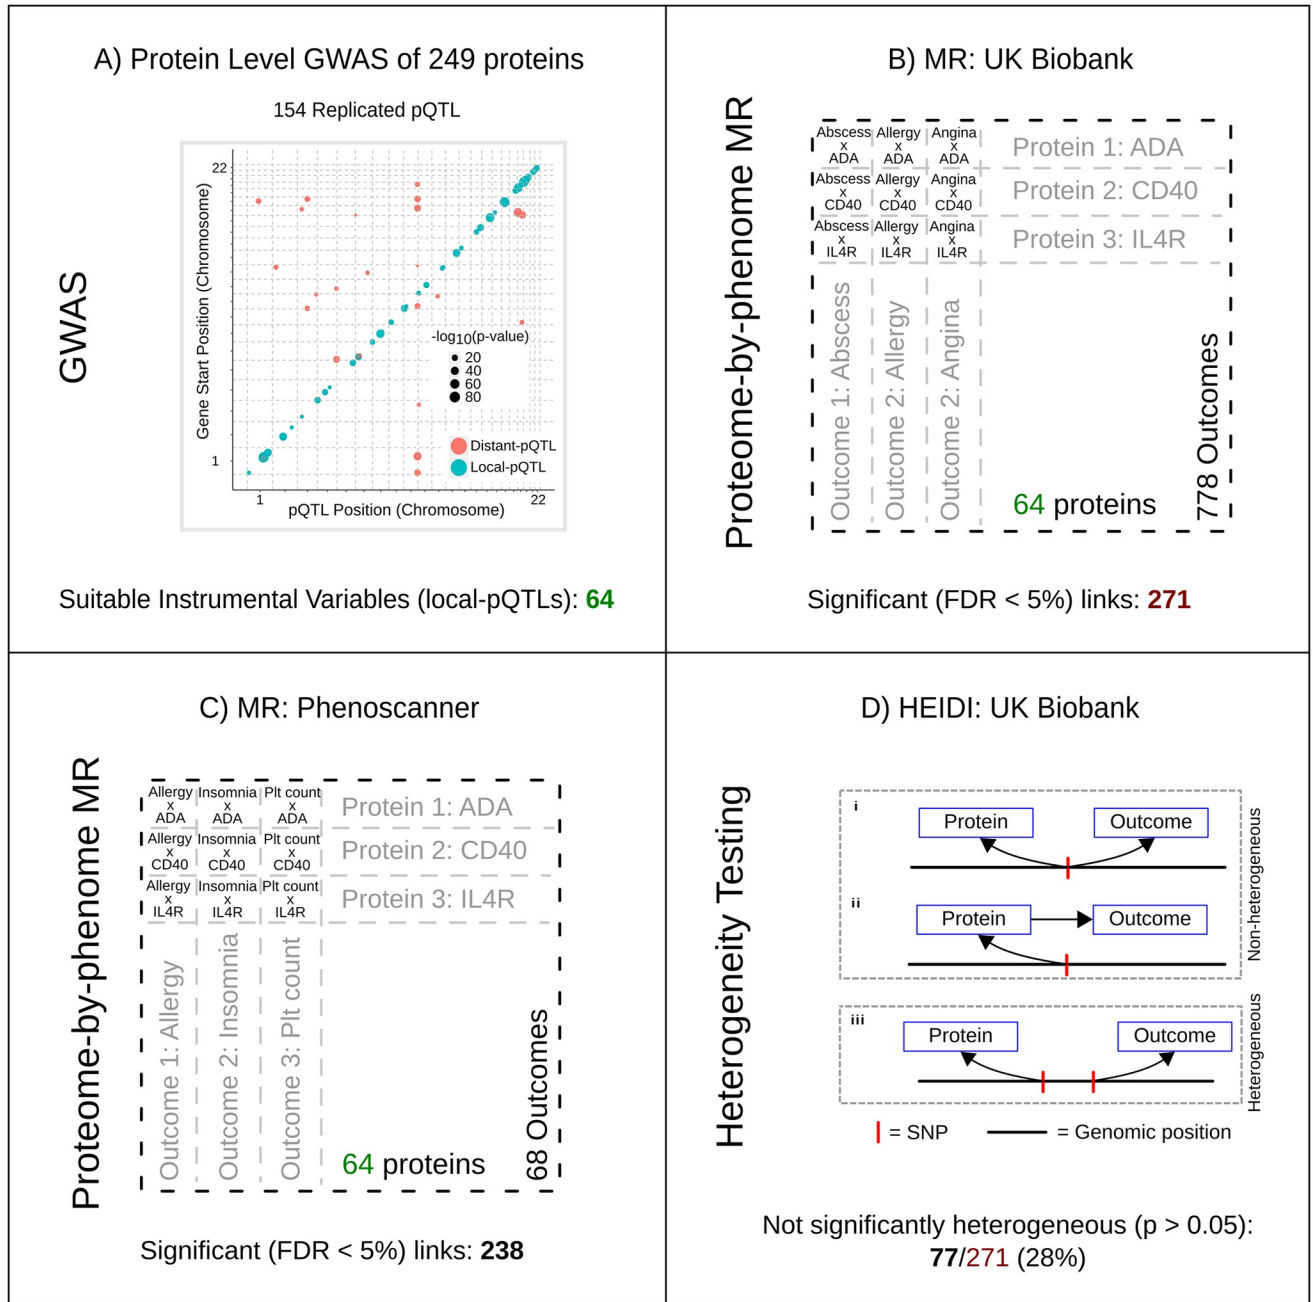 A) Protein Level GWAS of 249 proteins
154 Replicated pQTL
GWAS
Gene Start Position (Chromosome)
22
1
-log10(p-value)
20
40
60
80
Distant-pQTL
Local-pQTL
1
22
pQTL Position (Chromosome)
Suitable Instrumental Variables (local-pQTLs): 64
B) MR: UK Biobank
Proteome-by-phenome MR
Abscess x ADA
Allergy x ADA
Angina x ADA
Protein 1: ADA
Abscess x CD40
Allergy x CD40
Angina x CD40
Protein 2: CD40
Abscess x IL4R
Allergy x IL4R
Angina x IL4R
Protein 3: IL4R
Outcome 1: Abscess
Outcome 2: Allergy
Outcome 2: Angina
64 proteins
778 Outcomes
Significant (FDR < 5%) links: 271
C) MR: Phenoscanner
Proteome-by-phenome MR
Allergy x ADA
Insomnia x ADA
Plt count x ADA
Protein 1: ADA
Allergy x CD40
Insomnia x CD40
Plt count x CD40
Protein 2: CD40
Allergy x IL4R
Insomnia x IL4R
Plt count x IL4R
Protein 3: IL4R
Outcome 1: Allergy
Outcome 2: Insomnia
Outcome 3: Plt count
64 proteins
68 Outcomes
Significant (FDR < 5%) links: 238
D) HEIDI: UK Biobank
Heterogeneity Testing
i
Protein
Outcome
ii
Protein
Outcome
Non-heterogeneous
iii
Protein
Outcome
Heterogeneous
= SNP
= Genomic position
Not significantly heterogeneous (p > 0.05):
77/271 (28%)